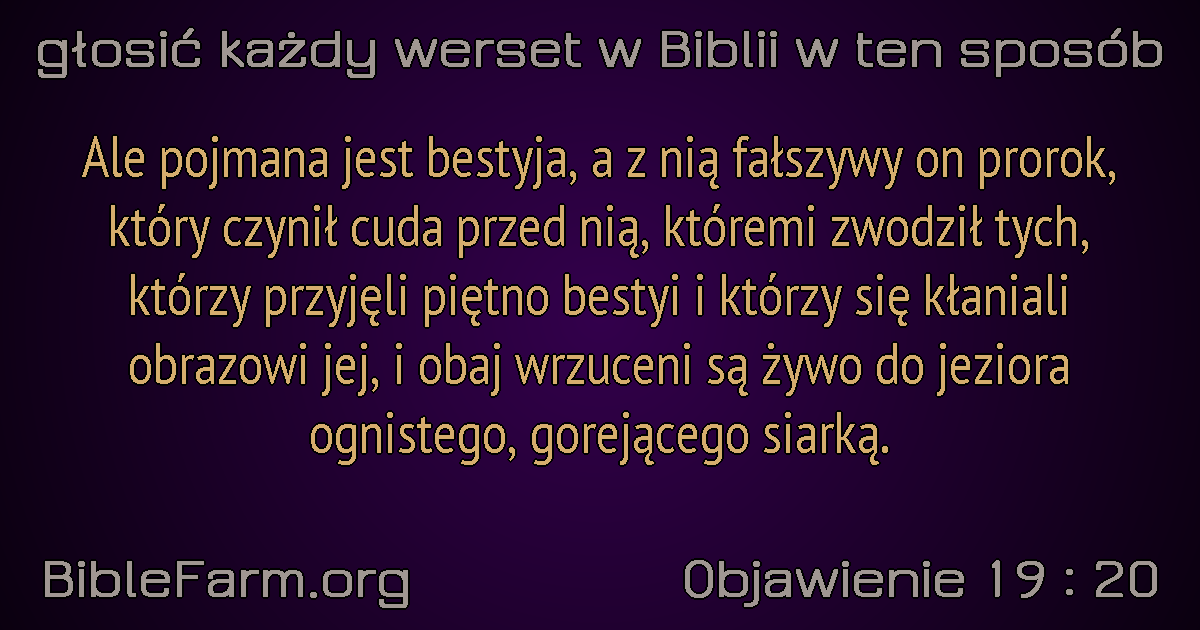 głosić każdy werset w Biblii w ten sposób
Ale pojmana jest bestyja, a z nią fałszywy on prorok,
który czynił cuda przed nią, któremi zwodził tych,
którzy przyjęli piętno bestyi i którzy się kłaniali
obrazowi jej, i obaj wrzuceni są żywo do jeziora
ognistego, gorejącego siarką.
BibleFarm.org
Objawienie 19 : 20